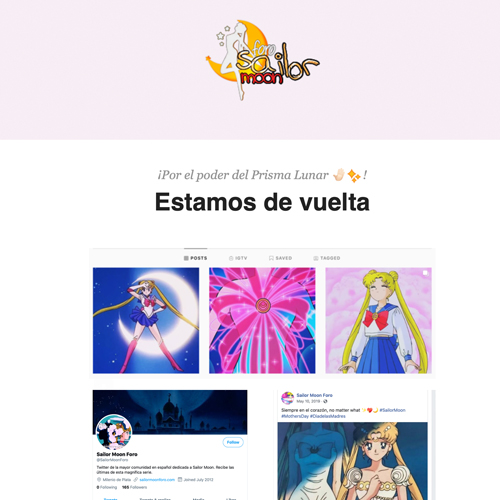 foro
sailor
moon
¡Por el poder del Prisma Lunar 🤚🏻✨!
Estamos de vuelta
POSTS IGTV SAVED TAGGED
Sailor Moon Foro
@SailorMoonForo
Follow
Twitter de la mayor comunidad en español dedicada a Sailor Moon. Recibe las últimas de esta magnífica serie.
Milenio de Plata sailormoonforo.com Joined July 2012
0 Following 165 Followers
Sailor Moon Foro
May 10, 2019
Siempre en el corazón, no matter what ✨❤️🌙 #SailorMoon
#MothersDay #DiadelasMadres